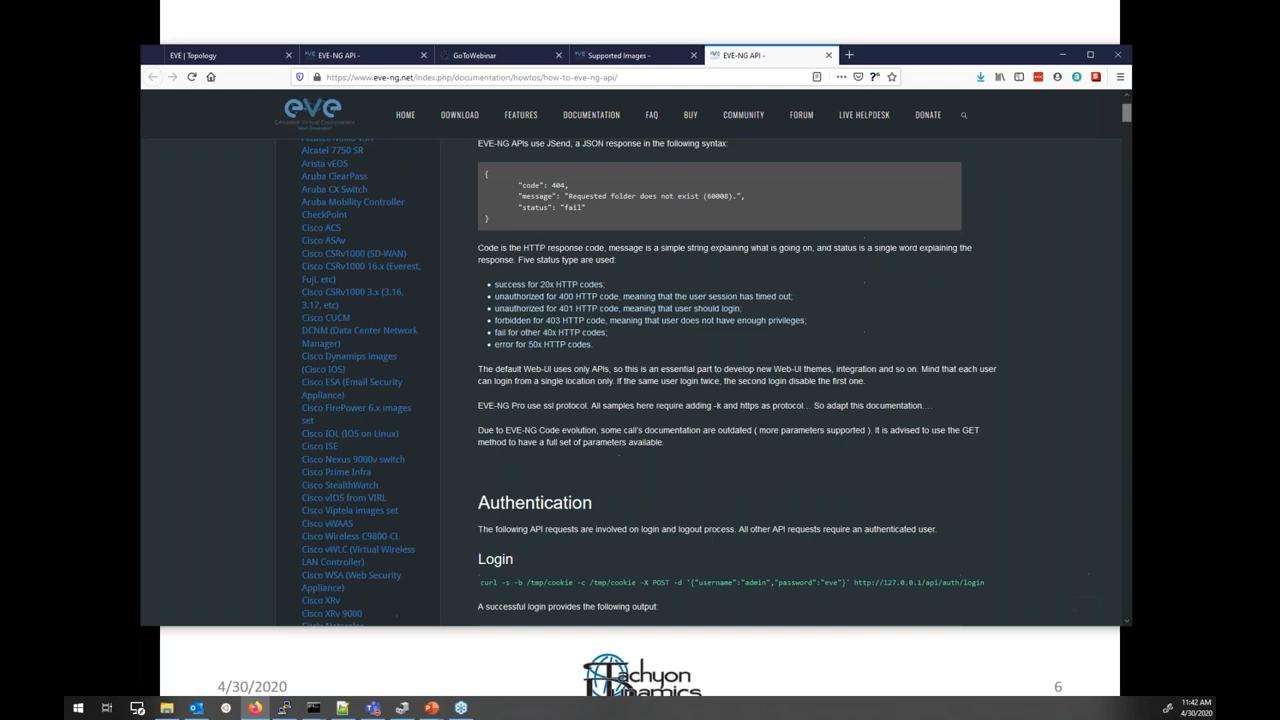 EVE | Topology
EVE-NG API -
GoToWebinar
Supported Images -
EVE-NG API -
https://www.eve-ng.net/index.php/documentation/howtos/how-to-eve-ng-api/
eve
HOME
DOWNLOAD
FEATURES
DOCUMENTATION
FAQ
BUY
COMMUNITY
FORUM
LIVE HELPDESK
DONATE
Alcatel 7750 SR
Arista vEOS
Aruba ClearPass
Aruba CX Switch
Aruba Mobility Controller
CheckPoint
Cisco ACS
Cisco ASAv
Cisco CSRv1000 (SD-WAN)
Cisco CSRv1000 16.x (Everest,
Fuji, etc)
Cisco CSRv1000 3.x (3.16,
3.17, etc)
Cisco CUCM
DCNM (Data Center Network
Manager)
Cisco Dynamips images
(Cisco IOS)
Cisco ESA (Email Security
Appliance)
Cisco FirePower 6.x images
set
Cisco IOL (IOS on Linux)
Cisco ISE
Cisco Nexus 9000v switch
Cisco Prime Infra
Cisco StealthWatch
Cisco vIOS from VIRL
Cisco Viptela images set
Cisco vWAAS
Cisco Wireless C9800-CL
Cisco vWLC (Virtual Wireless
LAN Controller)
Cisco WSA (Web Security
Appliance)
Cisco XRv
Cisco XRv 9000
EVE-NG APIs use JSend, a JSON response in the following syntax:
{
"code": 404,
"message": "Requested folder does not exist (60008).",
"status": "fail"
}
Code is the HTTP response code, message is a simple string explaining what is going on, and status is a single word explaining the
response. Five status type are used:
• success for 20x HTTP codes;
• unauthorized for 400 HTTP code, meaning that the user session has timed out;
• unauthorized for 401 HTTP code, meaning that user should login;
• forbidden for 403 HTTP code, meaning that user does not have enough privileges;
• fail for other 40x HTTP codes;
• error for 50x HTTP codes.
The default Web-UI uses only APIs, so this is an essential part to develop new Web-UI themes, integration and so on. Mind that each user
can login from a single location only. If the same user login twice, the second login disable the first one.
EVE-NG Pro use ssl protocol. All samples here require adding -k and https as protocol... So adapt this documentation....
Due to EVE-NG Code evolution, some call's documentation are outdated ( more parameters supported ). It is advised to use the GET
method to have a full set of parameters available.
Authentication
The following API requests are involved on login and logout process. All other API requests require an authenticated user.
Login
curl -s -b /tmp/cookie -c /tmp/cookie -X POST -d '{"username":"admin","password":"eve"}' http://127.0.0.1/api/auth/login
A successful login provides the following output:
4/30/2020
Tachyon
Dynamics
6
11:42 AM
4/30/2020